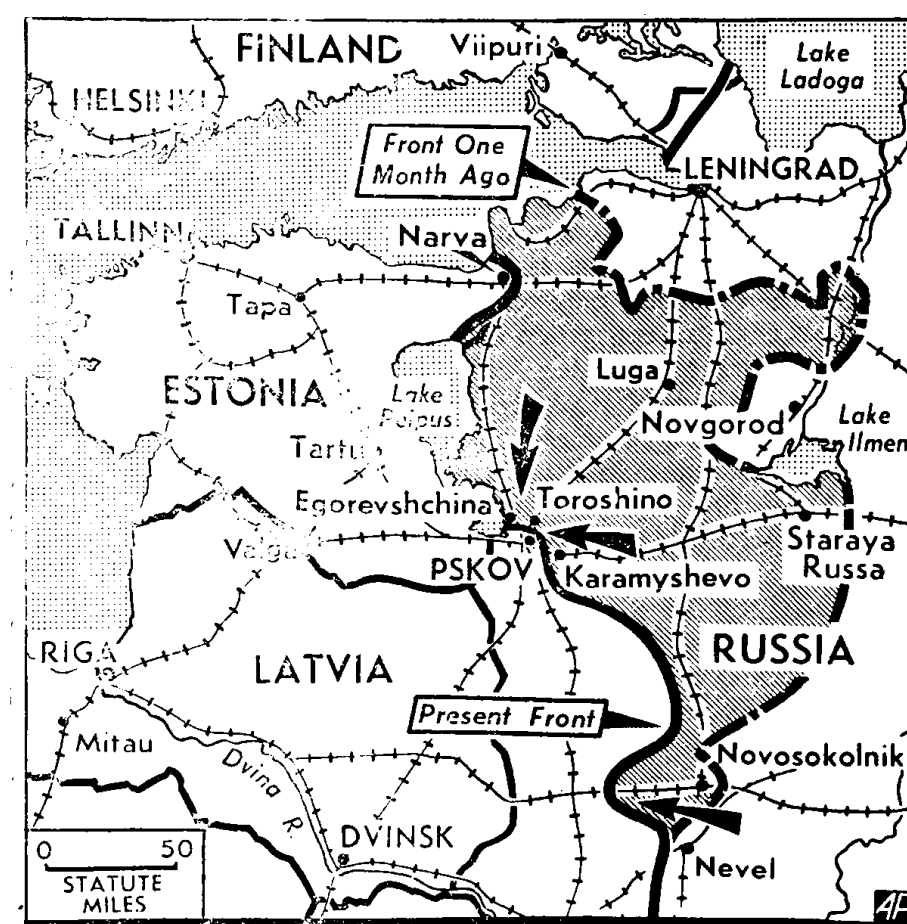 FINLAND
Viipuri
Lake
Ladoga
HELSINKI
Front One
Month Ago
LENINGRAD
TALLINN
Narva
Tapa
Luga
ESTONIA
Lake
Peipus
Novgorod
Lake
Ilmen
Tartu
Egorevshchina
Toroshino
Valga
PSKOV
Karamyshevo
Staraya
Russa
RIGA
LATVIA
RUSSIA
Present Front
Mitau
Dvina
R.
Novosokolnik
DVINSK
Nevel
0 50
STATUTE
MILES
AP